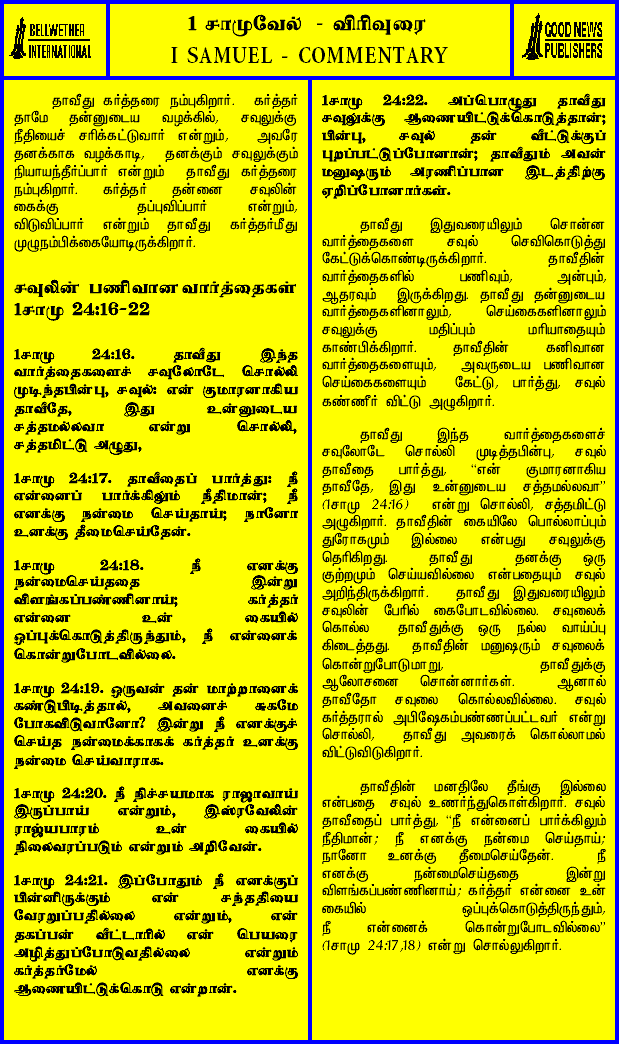 BELLWETHER
INTERNATIONAL
1 சாமுவேல் - விரிவுரை
I SAMUEL - COMMENTARY
GOOD NEWS
PUBLISHERS
தாவீது கர்த்தரை நம்புகிறார். கர்த்தர்
தாமே தன்னுடைய வழக்கில், சவுலுக்கு
நீதியைச் சரிக்கட்டுவார் என்றும், அவரே
தனக்காக வழக்காடி, தனக்கும் சவுலுக்கும்
நியாயந்தீர்ப்பார் என்றும் தாவீது கர்த்தரை
நம்புகிறார். கர்த்தர் தன்னை சவுலின்
கைக்கு தப்புவிப்பார் என்றும்,
விடுவிப்பார் என்றும் தாவீது கர்த்தர்மீது
முழுநம்பிக்கையோடிருக்கிறார்.
சவுலின் பணிவான வார்த்தைகள்
1சாமு 24:16-22
1சாமு 24:16. தாவீது இந்த
வார்த்தைகளைச் சவுலோடே சொல்லி
முடிந்தபின்பு, சவுல்: என் குமாரனாகிய
தாவீதே, இது உன்னுடைய
சத்தமல்லவா என்று சொல்லி,
சத்தமிட்டு அழுது,
1சாமு 24:17. தாவீதைப் பார்த்து: நீ
என்னைப் பார்க்கிலும் நீதிமான்; நீ
எனக்கு நன்மை செய்தாய்; நானோ
உனக்கு தீமைசெய்தேன்.
1சாமு 24:18. நீ எனக்கு
நன்மைசெய்ததை இன்று
விளங்கப்பண்ணினாய்; கர்த்தர்
என்னை உன் கையில்
ஒப்புக்கொடுத்திருந்தும், நீ என்னைக்
கொன்றுபோடவில்லை.
1சாமு 24:19. ஒருவன் தன் மாற்றானைக்
கண்டுபிடித்தால், அவனைச் சுகமே
போகவிடுவானோ? இன்று நீ எனக்குச்
செய்த நன்மைக்காகக் கர்த்தர் உனக்கு
நன்மை செய்வாராக.
1சாமு 24:20. நீ நிச்சயமாக ராஜாவாய்
இருப்பாய் என்றும், இஸ்ரவேலின்
ராஜ்யபாரம் உன் கையில்
நிலைவரப்படும் என்றும் அறிவேன்.
1சாமு 24:21. இப்போதும் நீ எனக்குப்
பின்னிருக்கும் என் சந்ததியை
வேரறுப்பதில்லை என்றும், என்
தகப்பன் வீட்டாரில் என் பெயரை
அழித்துப்போடுவதில்லை என்றும்
கர்த்தர்மேல் எனக்கு
ஆணையிட்டுக்கொடு என்றான்.
1சாமு 24:22. அப்பொழுது தாவீது
சவுலுக்கு ஆணையிட்டுக்கொடுத்தான்;
பின்பு, சவுல் தன் வீட்டுக்குப்
புறப்பட்டுப்போனான்; தாவீதும் அவன்
மனுஷரும் அரணிப்பான இடத்திற்கு
ஏறிப்போனார்கள்.
தாவீது இதுவரையிலும் சொன்ன
வார்த்தைகளை சவுல் செவிகொடுத்து
கேட்டுக்கொண்டிருக்கிறார். தாவீதின்
வார்த்தைகளில் பணிவும், அன்பும்,
ஆதரவும் இருக்கிறது. தாவீது தன்னுடைய
வார்த்தைகளினாலும், செய்கைகளினாலும்
சவுலுக்கு மதிப்பும் மரியாதையும்
காண்பிக்கிறார். தாவீதின் கனிவான
வார்த்தைகளையும், அவருடைய பணிவான
செய்கைகளையும் கேட்டு, பார்த்து, சவுல்
கண்ணீர் விட்டு அழுகிறார்.
தாவீது இந்த வார்த்தைகளைச்
சவுலோடே சொல்லி முடித்தபின்பு, சவுல்
தாவீதை பார்த்து, "என் குமாரனாகிய
தாவீதே, இது உன்னுடைய சத்தமல்லவா"
(1சாமு 24:16) என்று சொல்லி, சத்தமிட்டு
அழுகிறார். தாவீதின் கையிலே பொல்லாப்பும்
துரோகமும் இல்லை என்பது சவுலுக்கு
தெரிகிறது. தாவீது தனக்கு ஒரு
குற்றமும் செய்யவில்லை என்பதையும் சவுல்
அறிந்திருக்கிறார். தாவீது இதுவரையிலும்
சவுலின் பேரில் கைபோடவில்லை. சவுலைக்
கொல்ல தாவீதுக்கு ஒரு நல்ல வாய்ப்பு
கிடைத்தது. தாவீதின் மனுஷரும் சவுலைக்
கொன்றுபோடுமாறு, தாவீதுக்கு
ஆலோசனை சொன்னார்கள். ஆனால்
தாவீதோ சவுலை கொல்லவில்லை. சவுல்
கர்த்தரால் அபிஷேகம்பண்ணப்பட்டவர் என்று
சொல்லி, தாவீது அவரைக் கொல்லாமல்
விட்டுவிடுகிறார்.
தாவீதின் மனதிலே தீங்கு இல்லை
என்பதை சவுல் உணர்ந்துகொள்கிறார். சவுல்
தாவீதைப் பார்த்து, "நீ என்னைப் பார்க்கிலும்
நீதிமான்; நீ எனக்கு நன்மை செய்தாய்;
நானோ உனக்கு தீமைசெய்தேன். நீ
எனக்கு நன்மைசெய்ததை இன்று
விளங்கப்பண்ணினாய்; கர்த்தர் என்னை உன்
கையில் ஒப்புக்கொடுத்திருந்தும்,
நீ என்னைக் கொன்றுபோடவில்லை"
(1சாமு 24:17,18) என்று சொல்லுகிறார்.